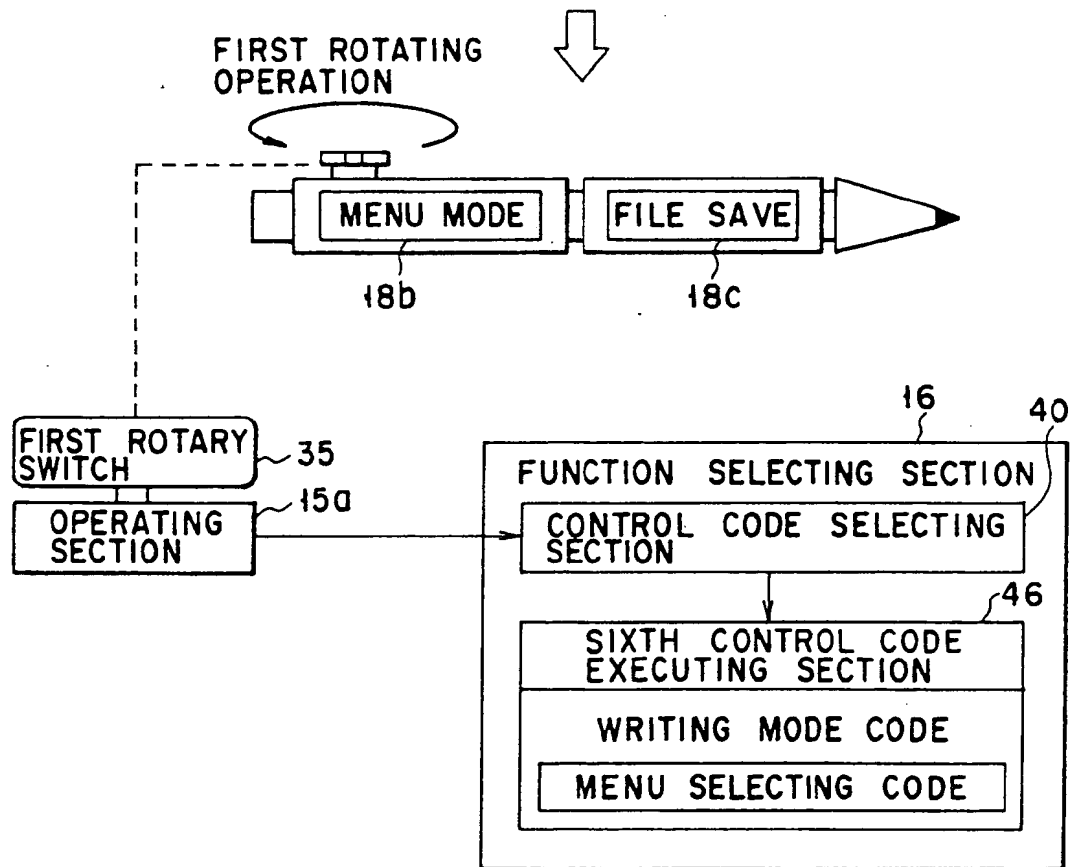 FIRST ROTATING
OPERATION
MENU MODE
FILE SAVE
18b
18c
FIRST ROTARY
SWITCH
35
OPERATING
SECTION
15a
16
40
FUNCTION SELECTING SECTION
CONTROL CODE SELECTING
SECTION
46
SIXTH CONTROL CODE
EXECUTING SECTION
WRITING MODE CODE
MENU SELECTING CODE